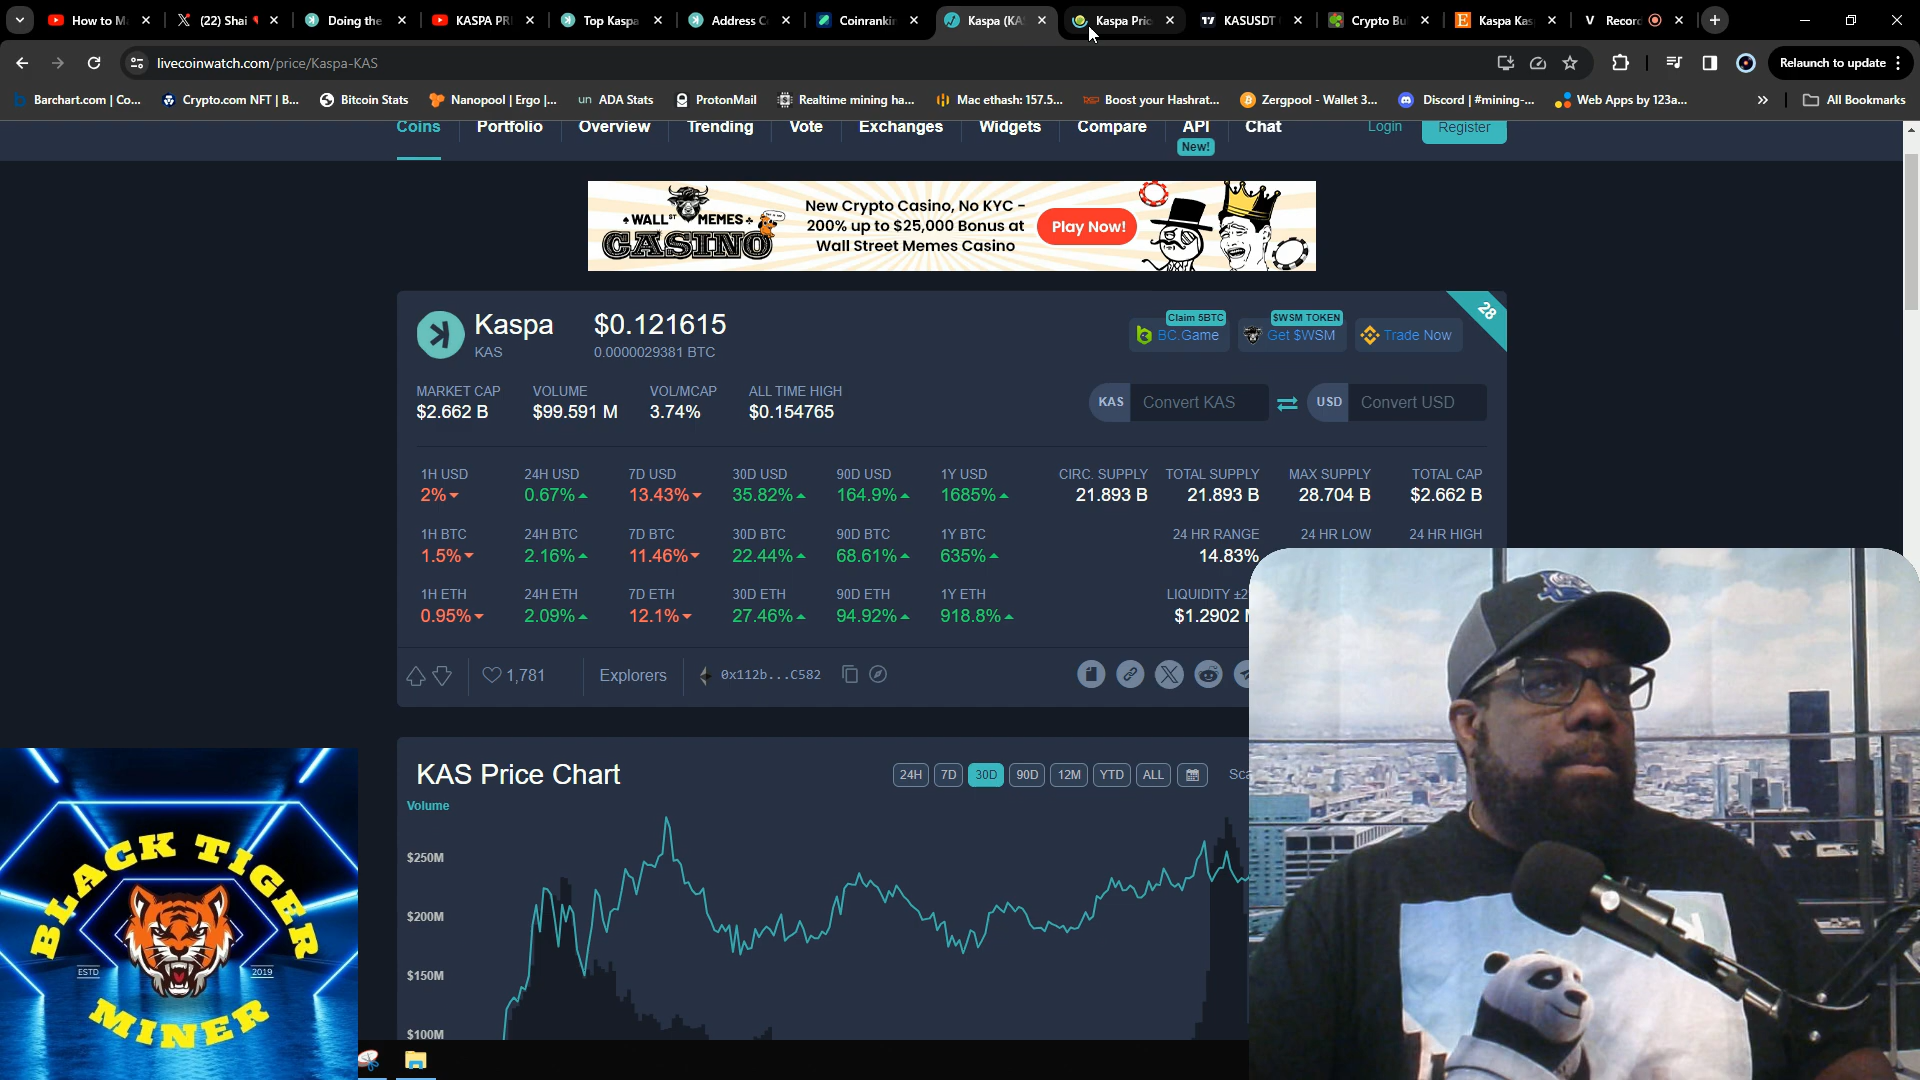 How to M
(22) Shai
Doing the
KASPA PR
Top Kaspa
Address C
Coinrankin
Kaspa (KA
Kaspa Pric
KASUSDT
Crypto Bu
Kaspa Kas
Recor
livecoinwatch.com/price/Kaspa-KAS
Relaunch to update
Barchart.com | Co...
Crypto.com NFT | B...
Bitcoin Stats
Nanopool | Ergo |...
un ADA Stats
ProtonMail
Realtime mining ha...
Mac ethash: 157.5...
Boost your Hashrat...
Zergpool - Wallet 3...
Discord | #mining-...
Web Apps by 123a...
All Bookmarks
Coins Portfolio Overview Trending Vote Exchanges Widgets Compare API Chat Login Register
New!
WALL ST MEMES
CASINO
New Crypto Casino, No KYC -
200% up to $25,000 Bonus at
Wall Street Memes Casino
Play Now!
28
Kaspa
KAS
$0.121615
0.0000029381 BTC
Claim 5BTC
BC.Game
$WSM TOKEN
Get $WSM
Trade Now
MARKET CAP VOLUME VOL/MCAP ALL TIME HIGH
$2.662 B $99.591 M 3.74% $0.154765
KAS Convert KAS USD Convert USD
1H USD 24H USD 7D USD 30D USD 90D USD 1Y USD CIRC. SUPPLY TOTAL SUPPLY MAX SUPPLY TOTAL CAP
2% 0.67% 13.43% 35.82% 164.9% 1685% 21.893 B 21.893 B 28.704 B $2.662 B
1H BTC 24H BTC 7D BTC 30D BTC 90D BTC 1Y BTC 24 HR RANGE 24 HR LOW 24 HR HIGH
1.5% 2.16% 11.46% 22.44% 68.61% 635% 14.83%
1H ETH 24H ETH 7D ETH 30D ETH 90D ETH 1Y ETH LIQUIDITY ±2
0.95% 2.09% 12.1% 27.46% 94.92% 918.8% $1.2902
1,781 Explorers 0x112b...C582
KAS Price Chart
24H 7D 30D 90D 12M YTD ALL Sca
Volume
$250M
$200M
$150M
$100M
BLACK TIGER
ESTD 2019
MINER